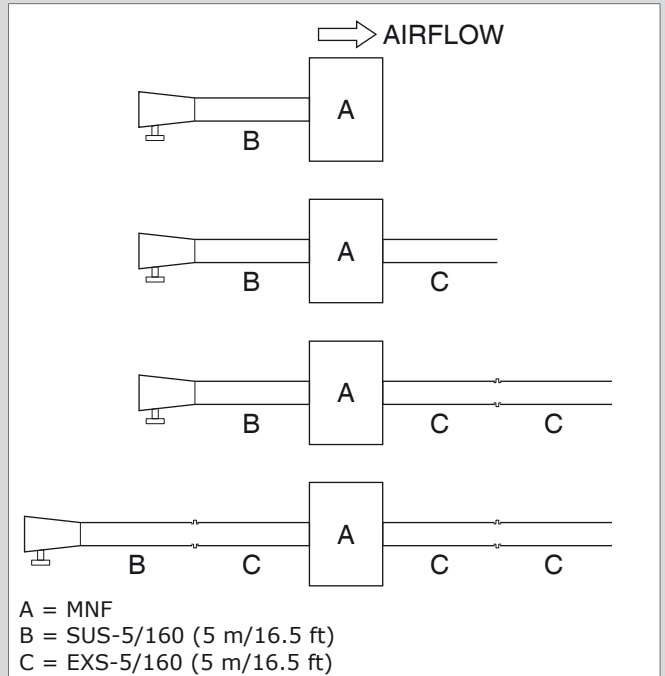 AIRFLOW
A
B
A
B C
A
B C C
A
B C C C
A = MNF
B = SUS-5/160 (5 m/16.5 ft)
C = EXS-5/160 (5 m/16.5 ft)